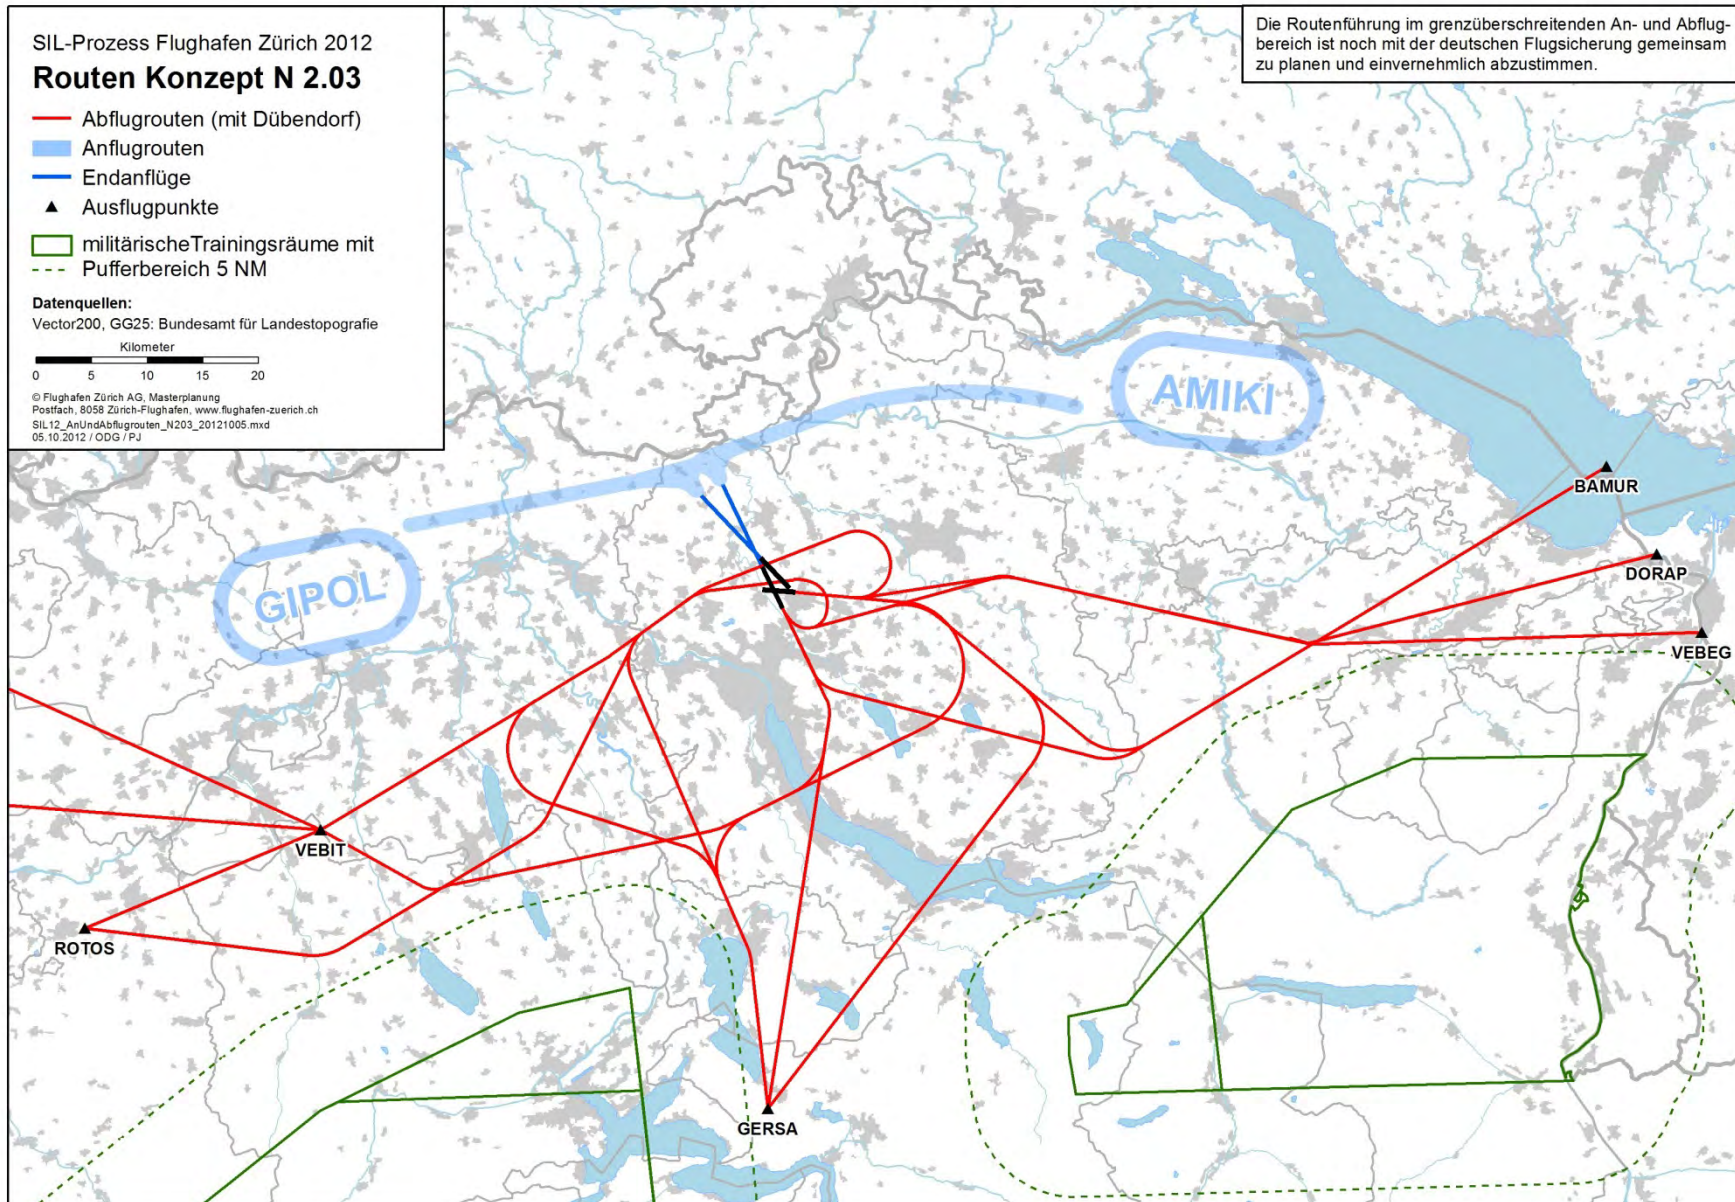 SIL-Prozess Flughafen Zürich 2012
Routen Konzept N 2.03
Abflugrouten (mit Dübendorf)
Anflugrouten
Endanflüge
Ausflugpunkte
militärischeTrainingsräume mit
Pufferbereich 5 NM
Datenquellen:
Vector200, GG25: Bundesamt für Landestopografie
Kilometer
0 5 10 15 20
© Flughafen Zürich AG, Masterplanung
Postfach, 8058 Zürich-Flughafen, www.flughafen-zuerich.ch
SIL12_AnUndAbflugrouten_N203_20121005.mxd
05.10.2012 / ODG / PJ
Die Routenführung im grenzüberschreitenden An- und Abflug-
bereich ist noch mit der deutschen Flugsicherung gemeinsam
zu planen und einvernehmlich abzustimmen.
AMIKI
BAMUR
DORAP
GIPOL
VEBEG
VEBIT
ROTOS
GERSA